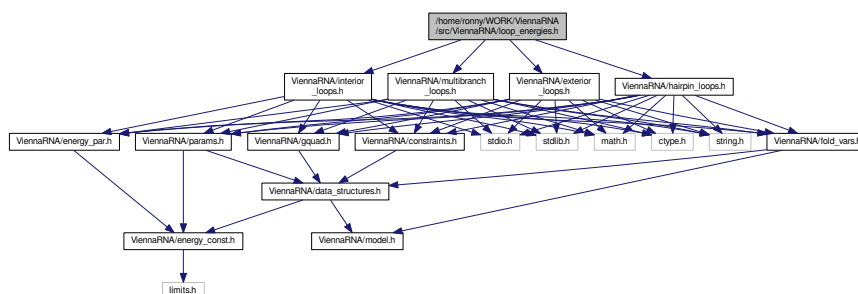 /home/ronny/WORK/ViennaRNA
/src/ViennaRNA/loop_energies.h
ViennaRNA/interior
_loops.h
ViennaRNA/multibranch
_loops.h
ViennaRNA/exterior
_loops.h
ViennaRNA/hairpin_loops.h
ViennaRNA/energy_par.h
ViennaRNA/params.h
ViennaRNA/gquad.h
ViennaRNA/constraints.h
stdio.h
stdlib.h
math.h
ctype.h
string.h
ViennaRNA/fold_vars.h
ViennaRNA/data_structures.h
ViennaRNA/energy_const.h
ViennaRNA/model.h
limits.h